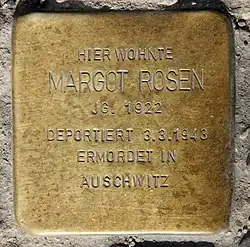 HIER WOHNTE
MARGOT ROSEN
JG. 1922
DEPORTIERT 3.3.1943
ERMORDET IN
AUSCHWITZ